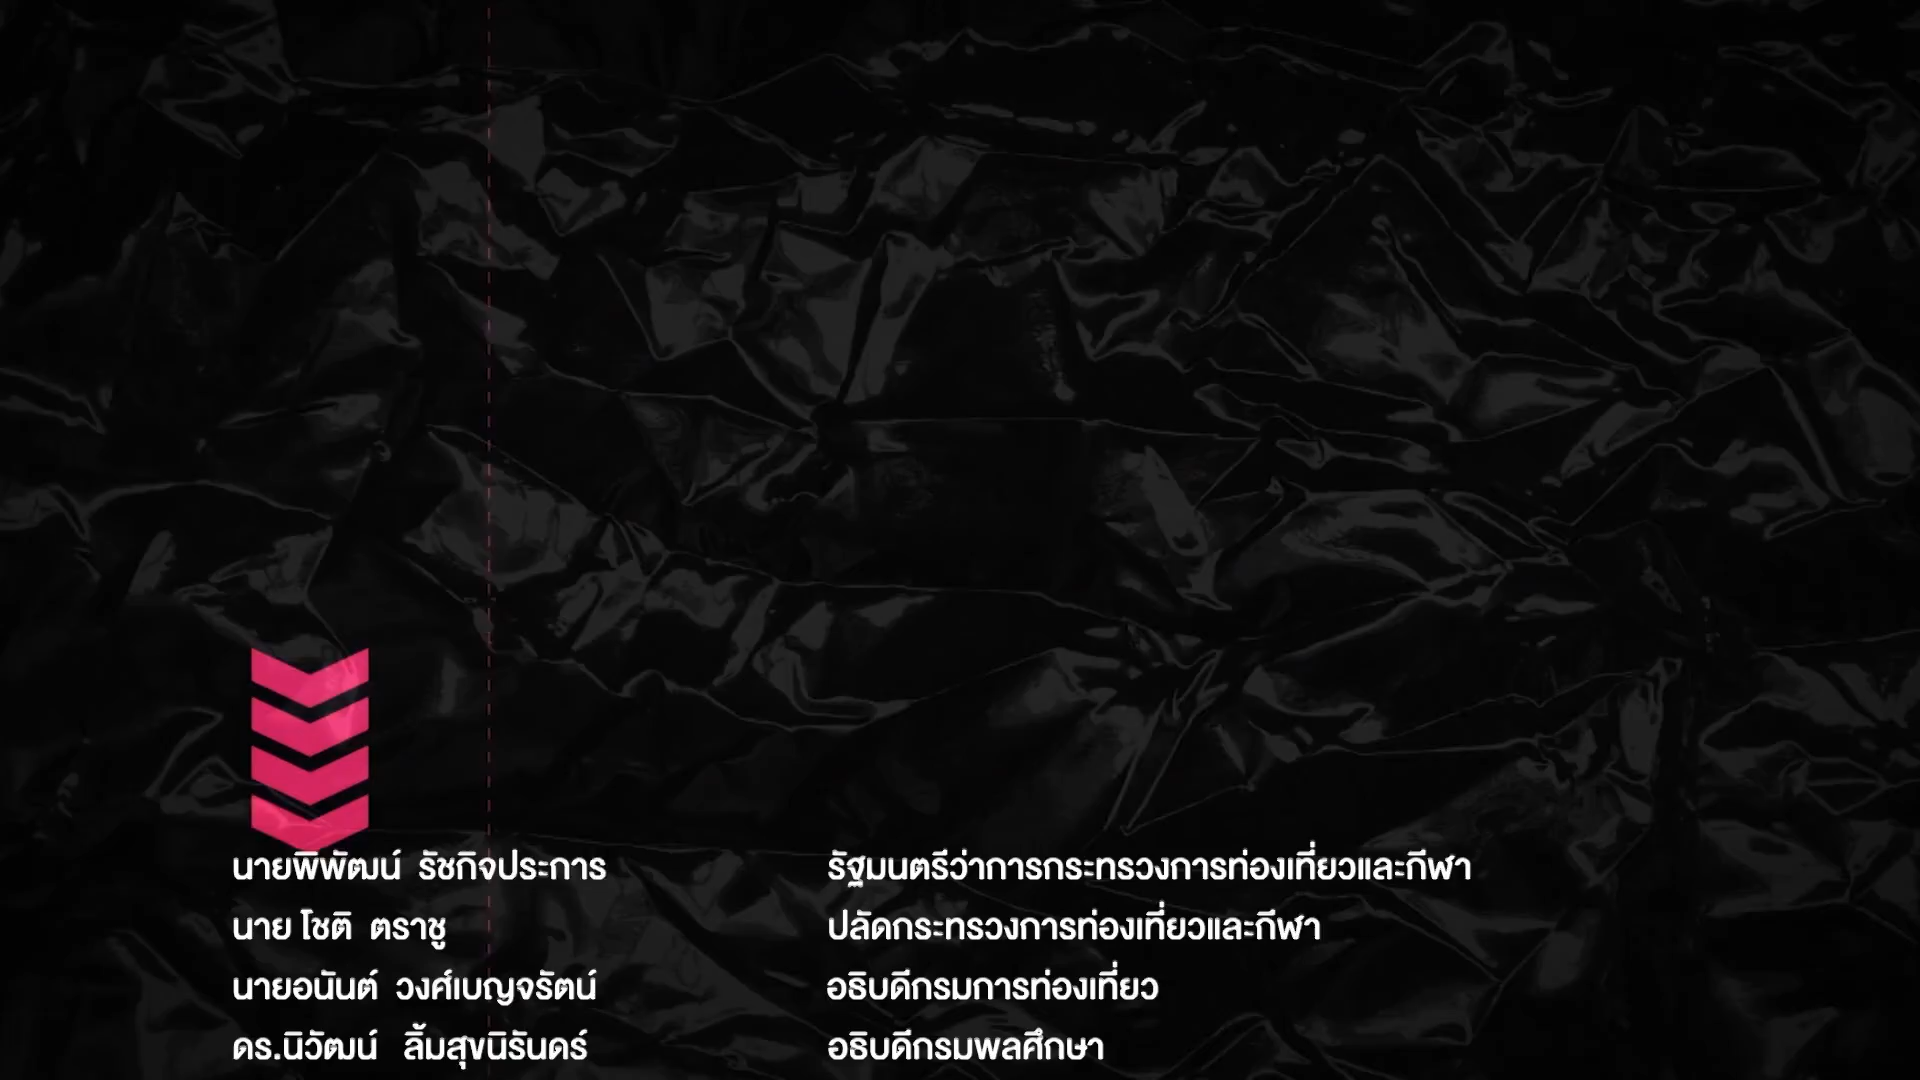 นายพิพัฒน์ รัชกิจประการ รัฐมนตรีว่าการกระทรวงการท่องเที่ยวและกีฬา
นาย โชติ ตราชู ปลัดกระทรวงการท่องเที่ยวและกีฬา
นายอนันต์ วงศ์เบญจรัตน์ อธิบดีกรมการท่องเที่ยว
ดร.นิวัฒน์ ลิ้มสุขนิรันดร์ อธิบดีกรมพลศึกษา